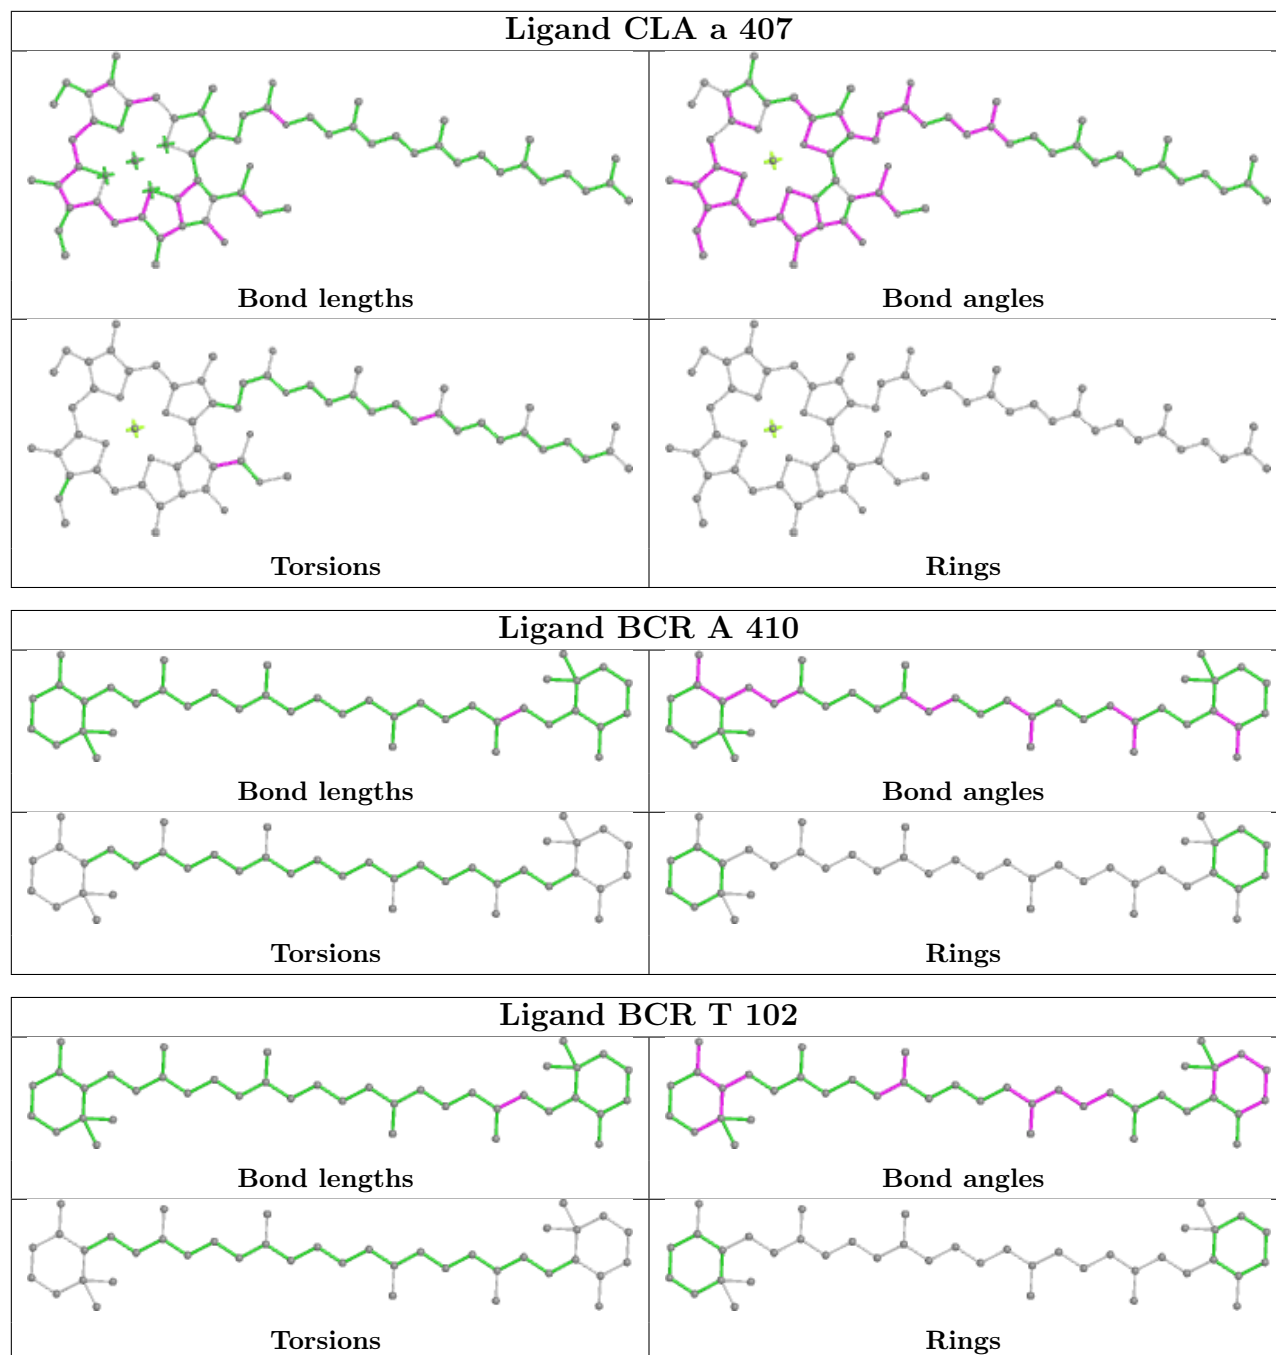 Ligand CLA a 407
Bond lengths
Bond angles
Torsions
Rings
Ligand BCR A 410
Bond lengths
Bond angles
Torsions
Rings
Ligand BCR T 102
Bond lengths
Bond angles
Torsions
Rings